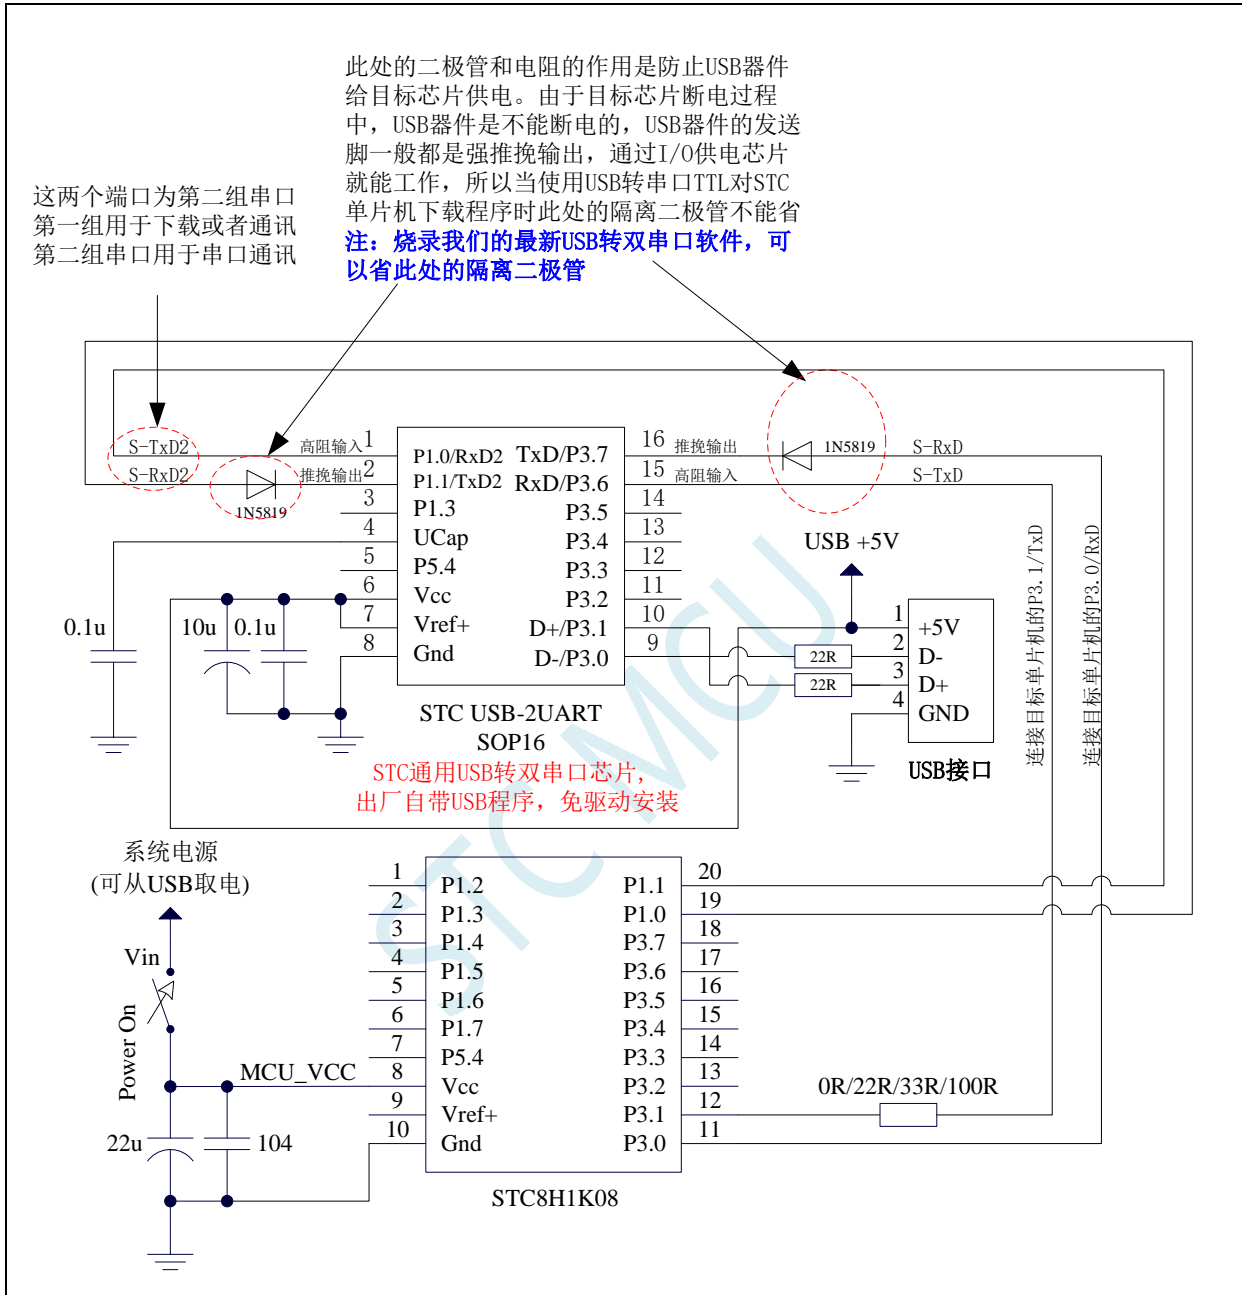 此处的二极管和电阻的作用是防止USB器件
给目标芯片供电。由于目标芯片断电过程
中，USB器件是不能断电的，USB器件的发送
脚一般都是强推挽输出，通过I/O供电芯片
就能工作，所以当使用USB转串口TTL对STC
单片机下载程序时此处的隔离二极管不能省
注：烧录我们的最新USB转双串口软件，可
以省此处的隔离二极管
这两个端口为第二组串口
第一组用于下载或者通讯
第二组串口用于串口通讯
S-TxD2
高阻输入
1
P1.0/RxD2
TxD/P3.7
16
推挽输出
1N5819
S-RxD
S-RxD2
1N5819
推挽输出
2
P1.1/TxD2
RxD/P3.6
15
高阻输入
S-TxD
3
P1.3
P3.5
14
4
UCap
P3.4
13
5
P5.4
P3.3
12
6
Vcc
P3.2
11
7
Vref+
D+/P3.1
10
8
Gnd
D-/P3.0
9
0.1u
10u
0.1u
USB +5V
22R
22R
1
+5V
2
D-
3
D+
4
GND
USB接口
连接目标单片机的P3.1/TxD
连接目标单片机的P3.0/RxD
STC USB-2UART
SOP16
STC通用USB转双串口芯片，
出厂自带USB程序，免驱动安装
STC MCU
系统电源
(可从USB取电)
Vin
Power On
MCU_VCC
22u
104
1
P1.2
P1.1
20
2
P1.3
P1.0
19
3
P1.4
P3.7
18
4
P1.5
P3.6
17
5
P1.6
P3.5
16
6
P1.7
P3.4
15
7
P5.4
P3.3
14
8
Vcc
P3.2
13
9
Vref+
P3.1
12
10
Gnd
P3.0
11
0R/22R/33R/100R
STC8H1K08